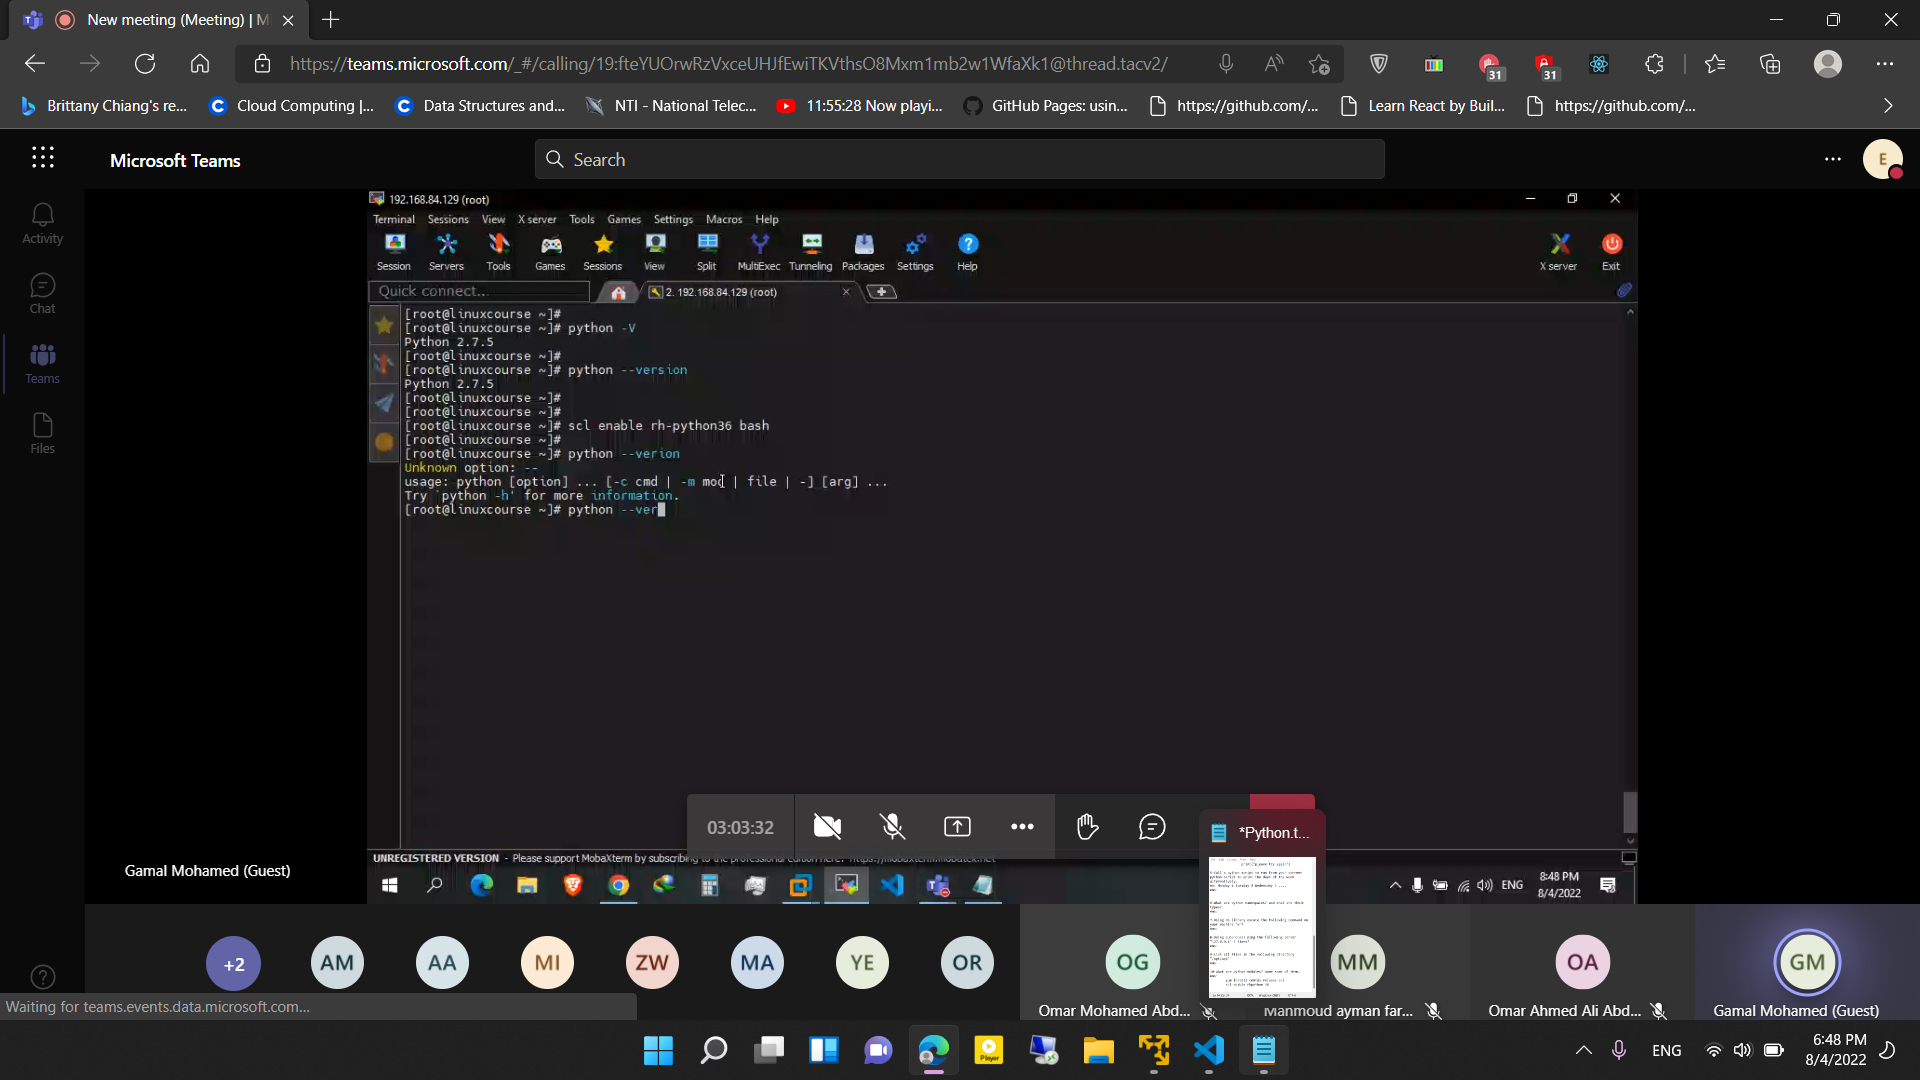 New meeting (Meeting) | M
https://teams.microsoft.com/_#/calling/19:fteYUOrwRzVxceUHJfEwiTKVthsO8Mxm1mb2w1WfaXk1@thread.tacv2/
31
31
Brittany Chiang's re...
Cloud Computing |...
Data Structures and...
NTI - National Telec...
11:55:28 Now playi...
GitHub Pages: usin...
https://github.com/...
Learn React by Buil...
https://github.com/...
Microsoft Teams
Search
E
Activity
Chat
Teams
Files
192.168.84.129 (root)
Terminal Sessions View X server Tools Games Settings Macros Help
Session Servers Tools Games Sessions View Split MultiExec Tunneling Packages Settings Help
X server Exit
Quick connect...
2. 192.168.84.129 (root)
[root@linuxcourse ~]#
[root@linuxcourse ~]# python -V
Python 2.7.5
[root@linuxcourse ~]#
[root@linuxcourse ~]# python --version
Python 2.7.5
[root@linuxcourse ~]#
[root@linuxcourse ~]#
[root@linuxcourse ~]# scl enable rh-python36 bash
[root@linuxcourse ~]#
[root@linuxcourse ~]# python --verion
Unknown option: --
usage: python [option] ... [-c cmd | -m mod | file | -] [arg] ...
Try `python -h' for more information.
[root@linuxcourse ~]# python --ver
03:03:32
*Python.t...
UNREGISTERED VERSION - Please support MobaXterm by subscribing to the professional edition here: https://mobaxterm.mobatek.net
Gamal Mohamed (Guest)
ENG
8:48 PM
8/4/2022
+2
AM
AA
MI
ZW
MA
YE
OR
OG
MM
OA
GM
Omar Mohamed Abd...
Mahmoud ayman far...
Omar Ahmed Ali Abd...
Gamal Mohamed (Guest)
Waiting for teams.events.data.microsoft.com...
Player
ENG
6:48 PM
8/4/2022